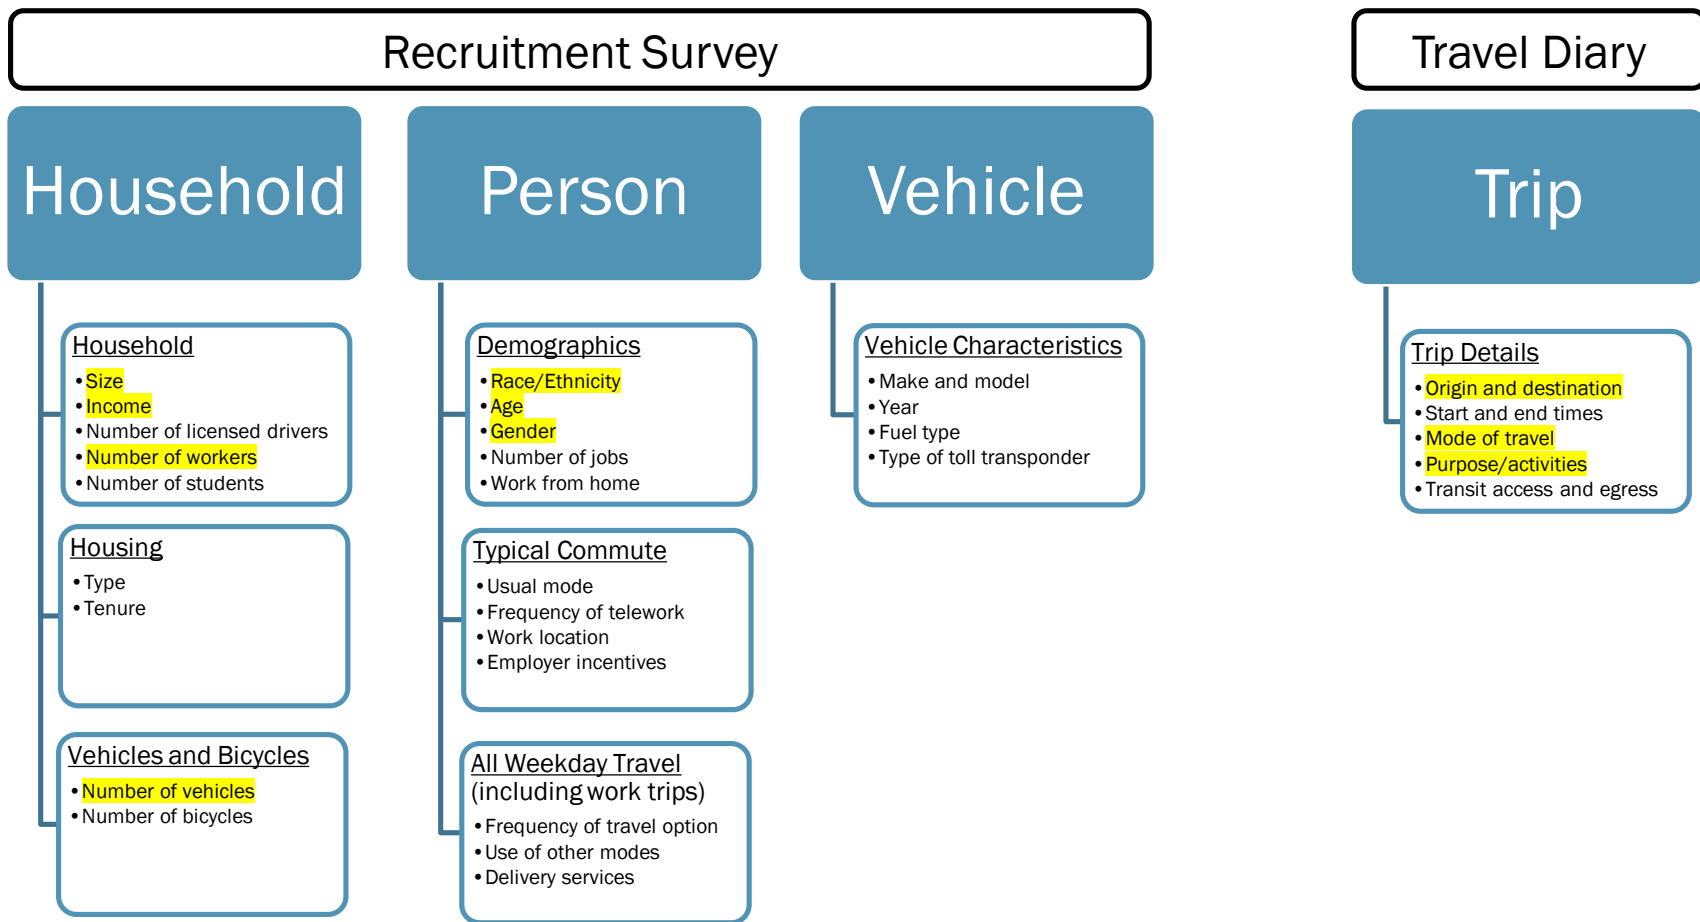 Recruitment Survey
Travel Diary
Household
Household
• Size
• Income
• Number of licensed drivers
• Number of workers
• Number of students
Housing
• Type
• Tenure
Vehicles and Bicycles
• Number of vehicles
• Number of bicycles
Person
Demographics
• Race/Ethnicity
• Age
• Gender
• Number of jobs
• Work from home
Typical Commute
• Usual mode
• Frequency of telework
• Work location
• Employer incentives
All Weekday Travel
(including work trips)
• Frequency of travel option
• Use of other modes
• Delivery services
Vehicle
Vehicle Characteristics
• Make and model
• Year
• Fuel type
• Type of toll transponder
Trip
Trip Details
• Origin and destination
• Start and end times
• Mode of travel
• Purpose/activities
• Transit access and egress